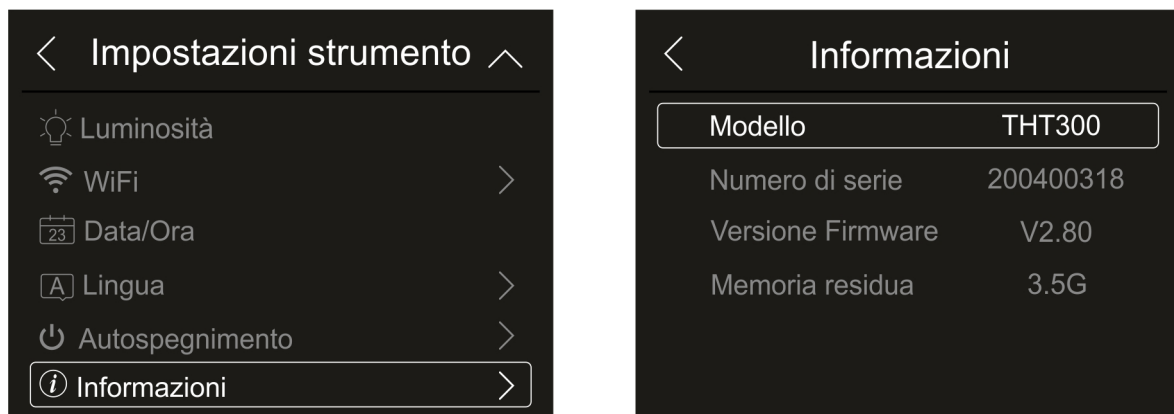 Impostazioni strumento
Luminosità
WiFi
23 Data/Ora
A Lingua
Autospegnimento
i Informazioni
Informazioni
Modello THT300
Numero di serie 200400318
Versione Firmware V2.80
Memoria residua 3.5G